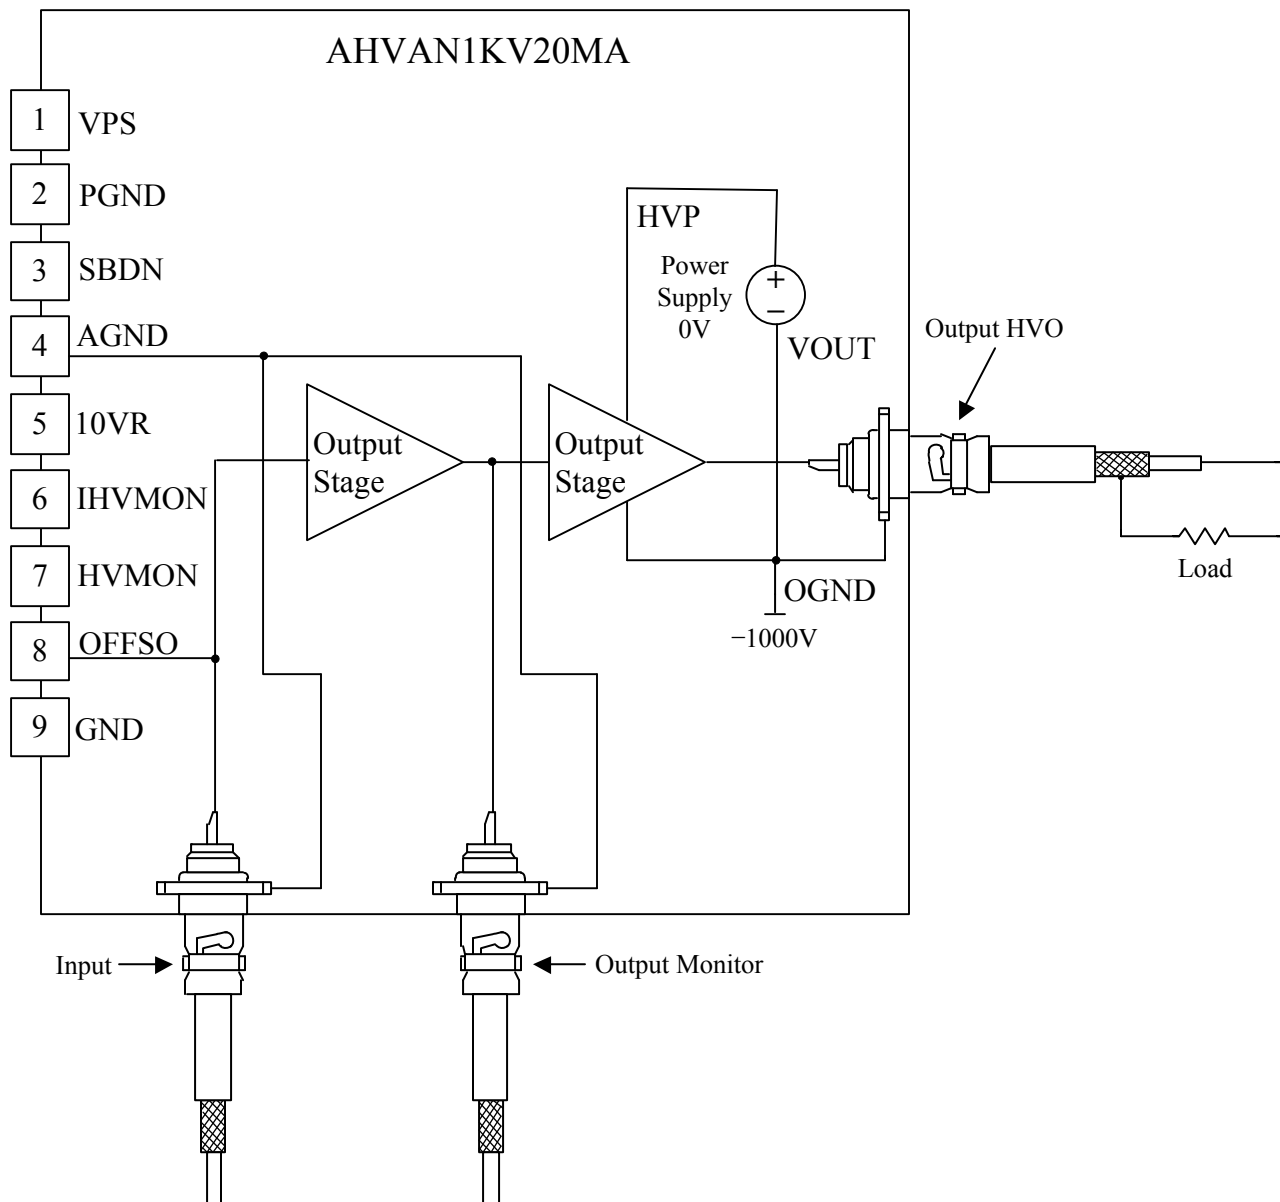 AHVAN1KV20MA
1 VPS
2 PGND
3 SBDN
4 AGND
5 10VR
6 IHVMON
7 HVMON
8 OFFSO
9 GND
HVP
Power
Supply
0V
+
−
VOUT
Output HVO
Output
Stage
Output
Stage
OGND
−1000V
Load
Input
Output Monitor